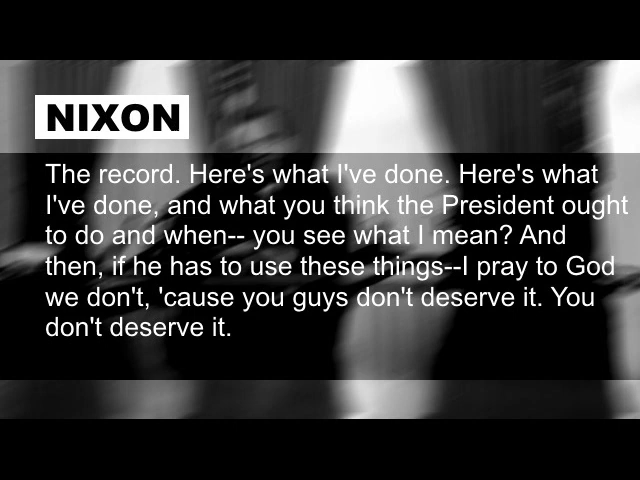 NIXON
The record. Here's what I've done. Here's what
I've done, and what you think the President ought
to do and when-- you see what I mean? And
then, if he has to use these things--I pray to God
we don't, 'cause you guys don't deserve it. You
don't deserve it.